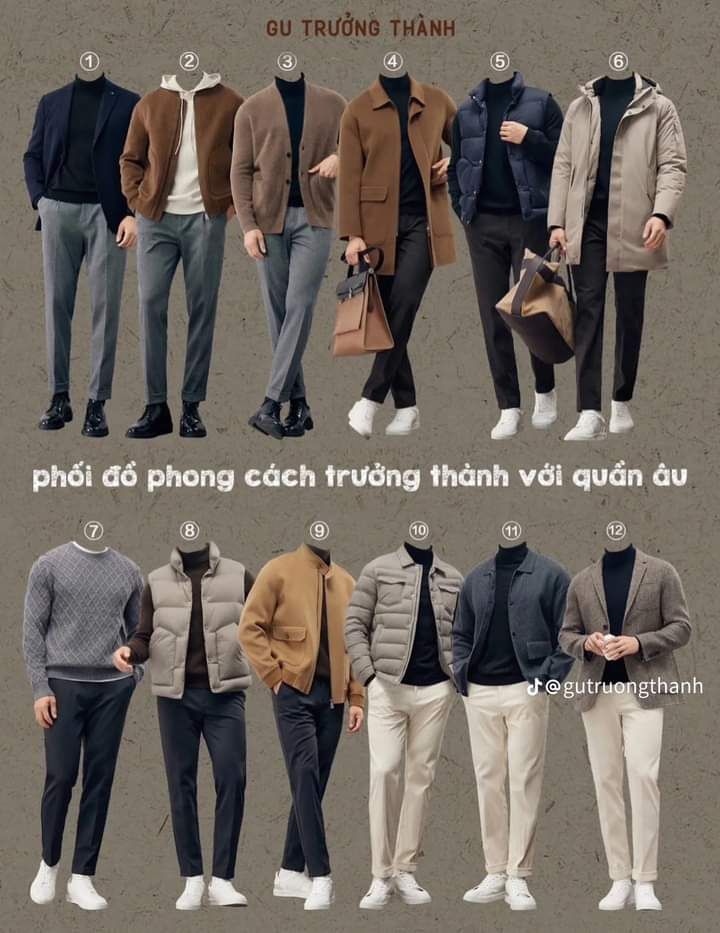 GU TRƯỞNG THÀNH
① ② ③ ④ ⑤ ⑥
phối đồ phong cách trưởng thành với quần âu
⑦ ⑧ ⑨ ⑩ ⑪ ⑫
@gutruongthanh